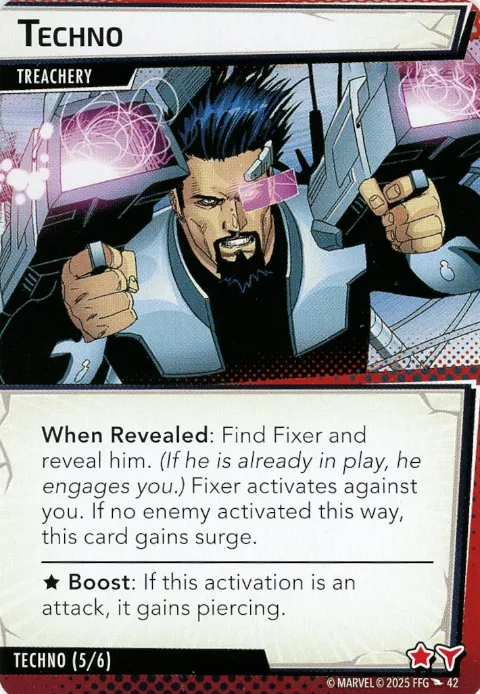 TECHNO
TREACHERY
When Revealed: Find Fixer and
reveal him. (If he is already in play, he
engages you.) Fixer activates against
you. If no enemy activated this way,
this card gains surge.
★ Boost: If this activation is an
attack, it gains piercing.
TECHNO (5/6)
© MARVEL © 2025 FFG 42